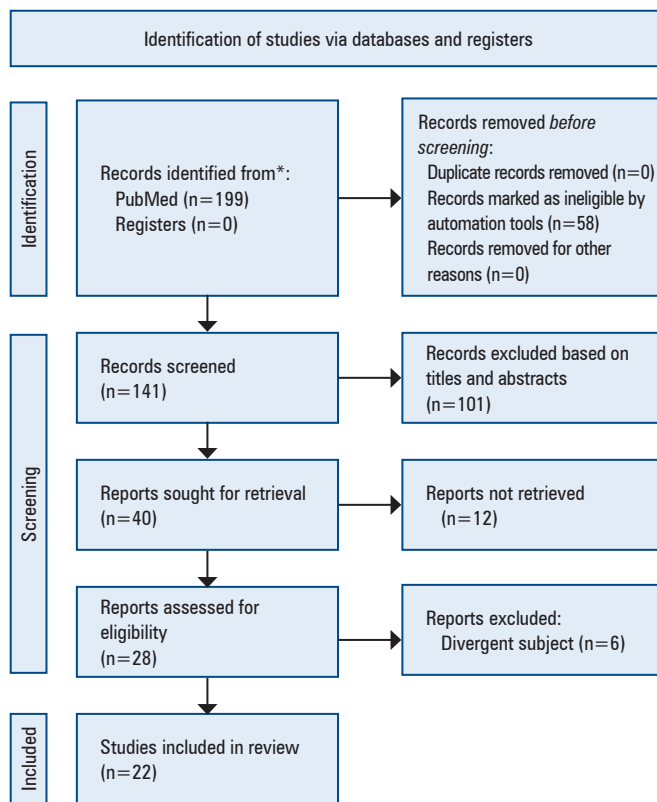 Identification of studies via databases and registers
Identification
Records identified from*:
PubMed (n=199)
Registers (n=0)
Records removed before
screening:
Duplicate records removed (n=0)
Records marked as ineligible by
automation tools (n=58)
Records removed for other
reasons (n=0)
Screening
Records screened
(n=141)
Records excluded based on
titles and abstracts
(n=101)
Reports sought for retrieval
(n=40)
Reports not retrieved
(n=12)
Reports assessed for
eligibility
(n=28)
Reports excluded:
Divergent subject (n=6)
Included
Studies included in review
(n=22)